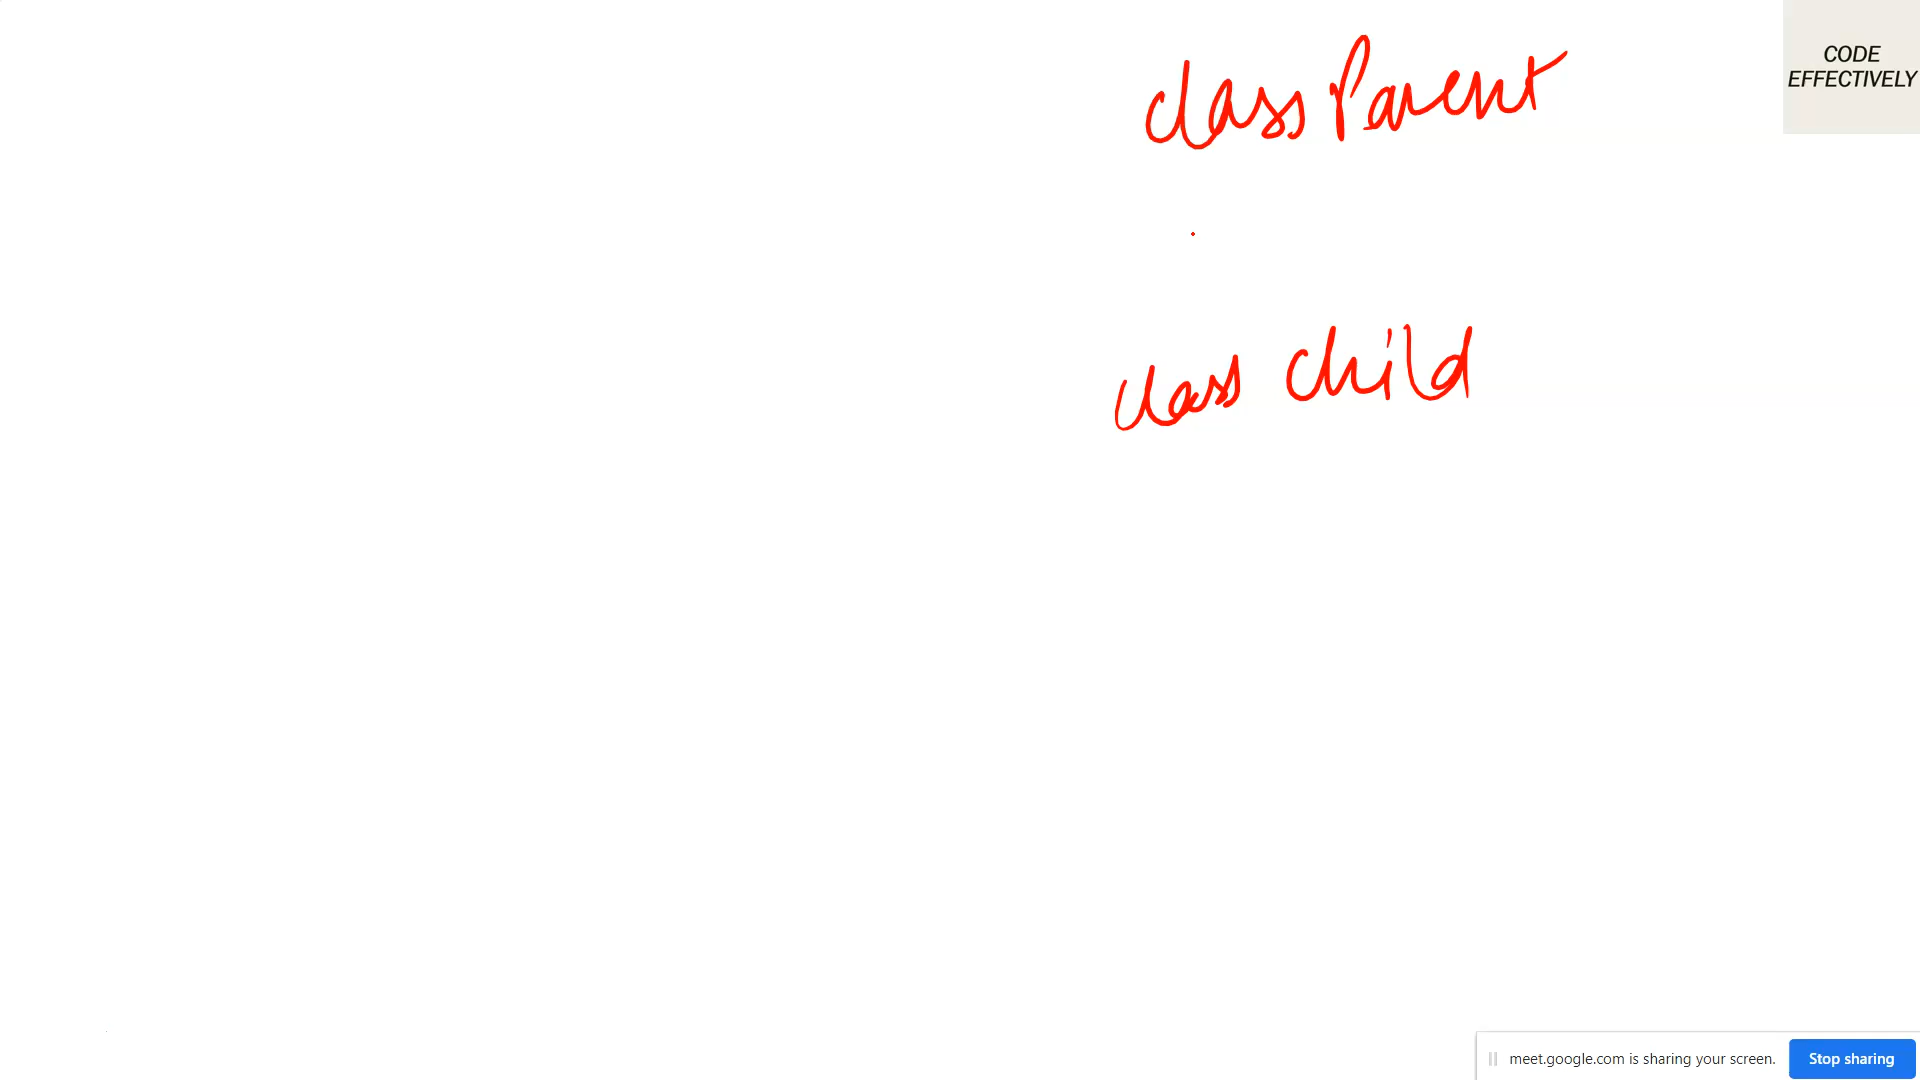 class Parent
CODE
EFFECTIVELY
class child
meet.google.com is sharing your screen.
Stop sharing